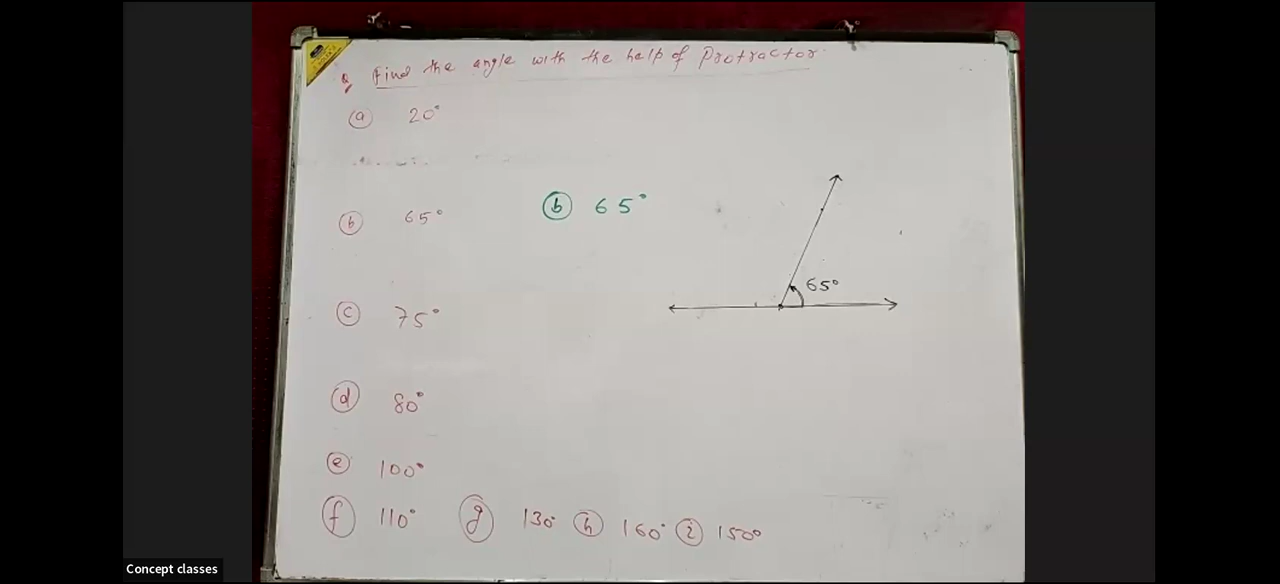 Q, Find the angle with the help of Protractor
(a) 20°
(b) 65°
(b) 65°
65°
(c) 75°
(d) 80°
(e) 100°
(f) 110° (g) 130° (h) 160° (i) 150°
Concept classes